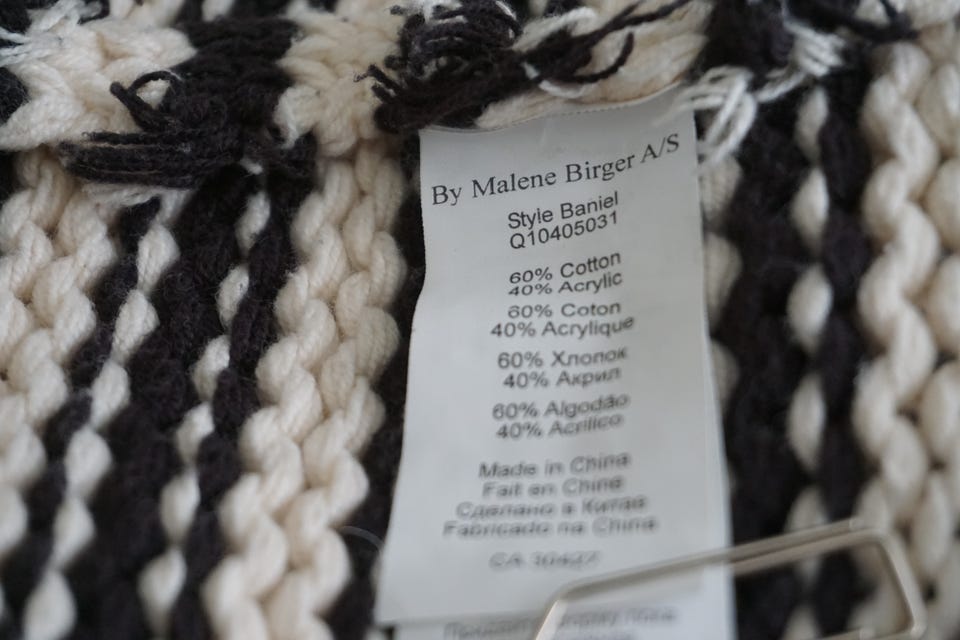 By Malene Birger A/S
Style Baniel
Q10405031
60% Cotton
40% Acrylic
60% Coton
40% Acrylique
60% Хлопок
40% Акрил
60% Algodão
40% Acrilico
Made in China
Fait en Chine
Сделано в Китае
Fabricado na China
CA 30427